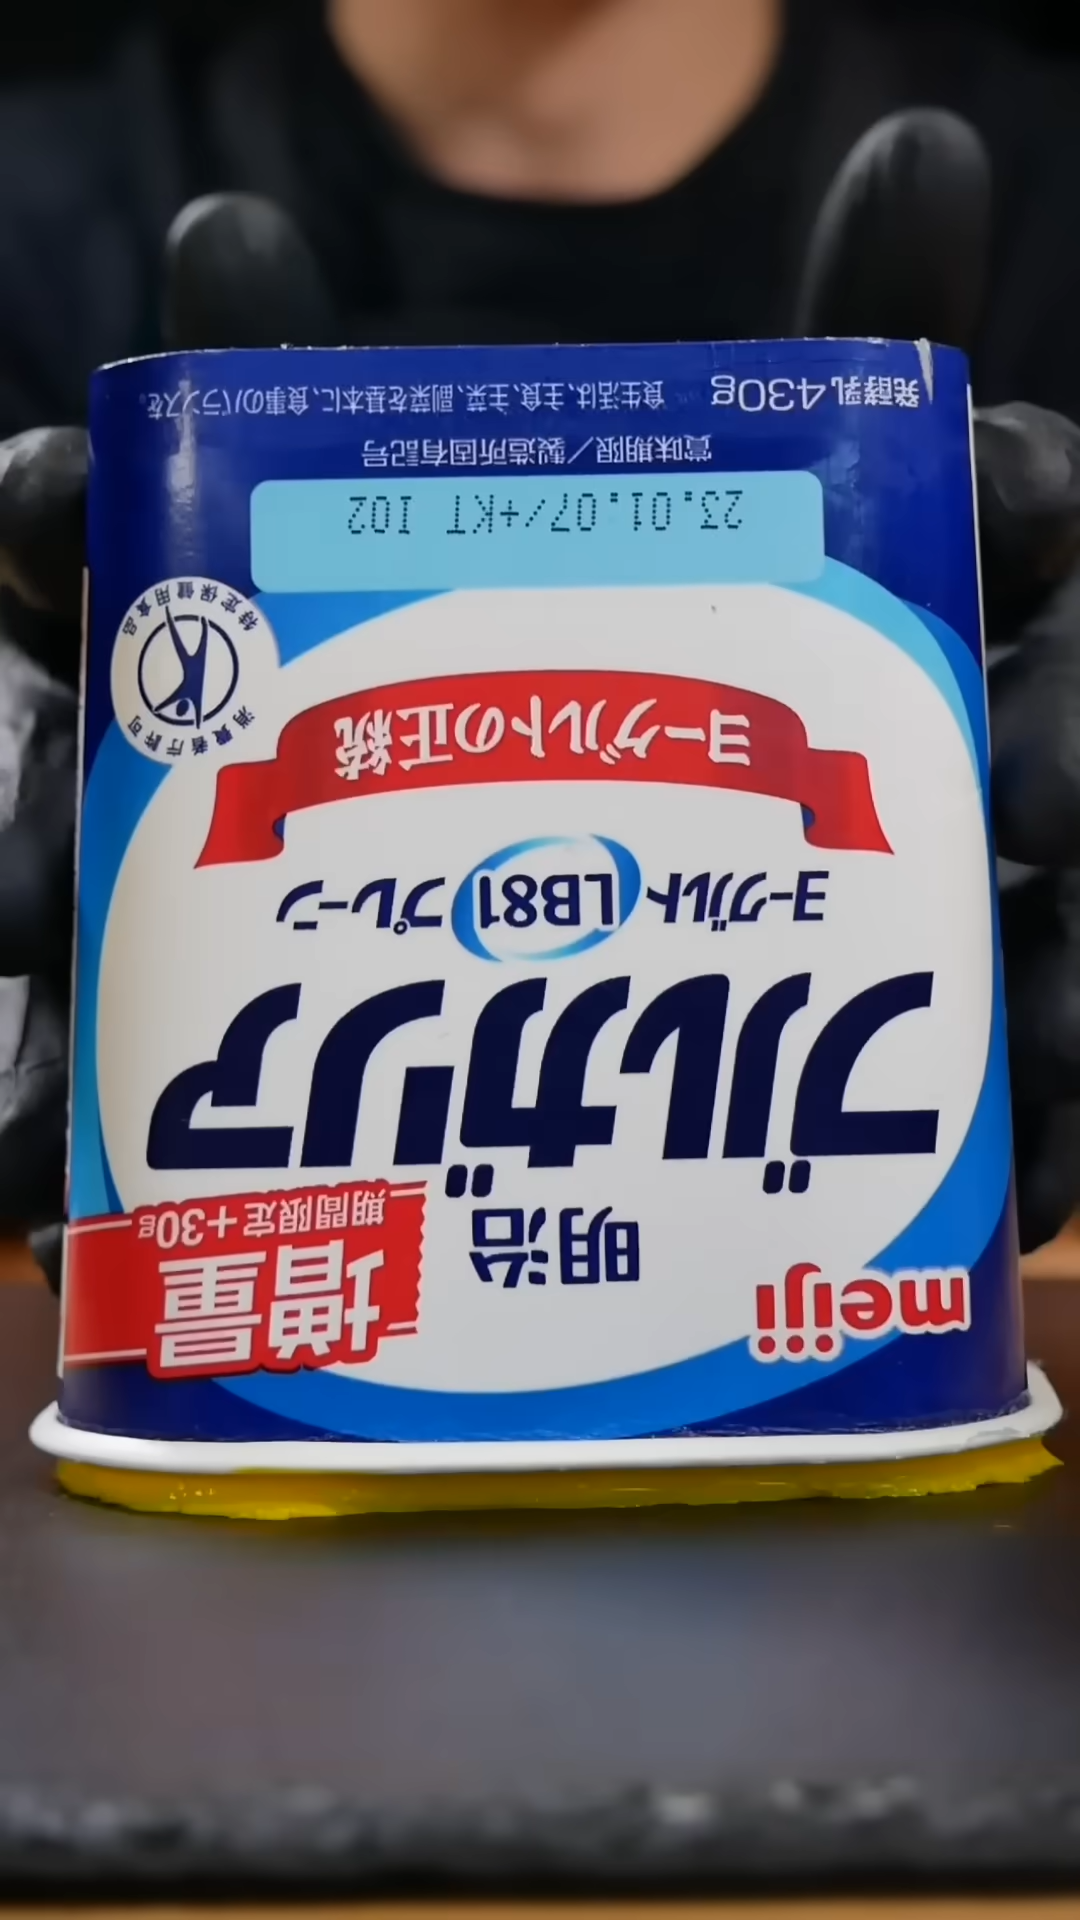 meiji
明治
増量
期間限定+30g
ブルガリア
ヨーグルト LB81 プレーン
ヨーグルトの正統
消費者庁許可
特定保健用食品
23.01.07/+KT I02
賞味期限/製造所固有記号
発酵乳430g 食生活は、主食、主菜、副菜を基本に、食事のバランスを。